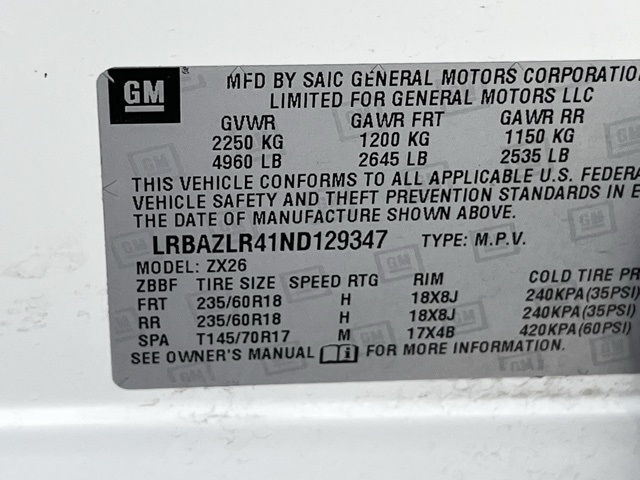 GM
MFD BY SAIC GENERAL MOTORS CORPORATION
LIMITED FOR GENERAL MOTORS LLC
GVWR GAWR FRT GAWR RR
2250 KG 1200 KG 1150 KG
4960 LB 2645 LB 2535 LB
THIS VEHICLE CONFORMS TO ALL APPLICABLE U.S. FEDERA
VEHICLE SAFETY AND THEFT PREVENTION STANDARDS IN E
THE DATE OF MANUFACTURE SHOWN ABOVE.
LRBAZLR41ND129347 TYPE: M.P.V.
MODEL: ZX26
ZBBF TIRE SIZE SPEED RTG RIM COLD TIRE PR
FRT 235/60R18 H 18X8J 240KPA(35PSI)
RR 235/60R18 H 18X8J 240KPA(35PSI)
SPA T145/70R17 M 17X4B 420KPA(60PSI)
SEE OWNER'S MANUAL FOR MORE INFORMATION.